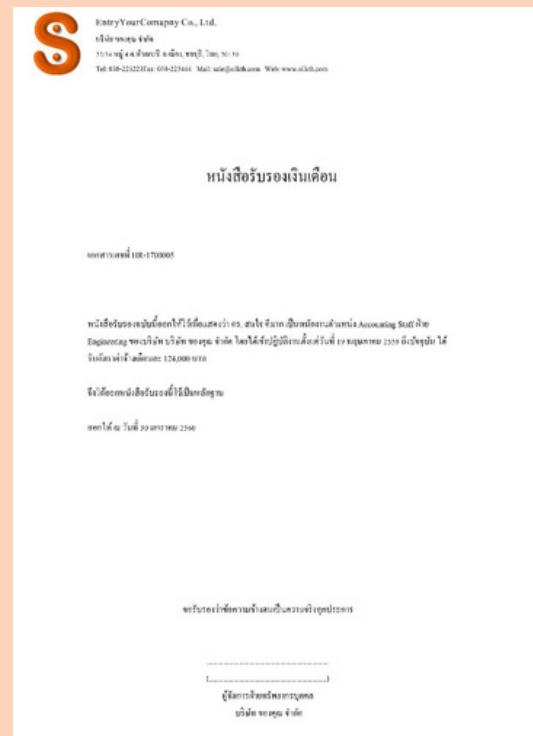 S
EntryYourComapny Co., Ltd.
บริษัท ของคุณ จำกัด
Tel: 038-223223Fax: 038-223444 Mail: sale@siltih.com Web: www.silith.com
หนังสือรับรองเงินเดือน
เอกสารเลขที่ HR-1700005
หนังสือรับรองฉบับนี้ออกให้ไว้เพื่อแสดงว่า ดร. สมใจ ดีมาก เป็นพนักงานตำแหน่ง Accounting Staff ฝ่าย
Engineering ของบริษัท บริษัท ของคุณ จำกัด โดยได้เข้าปฏิบัติงานตั้งแต่วันที่ 19 พฤษภาคม 2559 ถึงปัจจุบัน ได้
รับอัตราค่าจ้างเดือนละ 124,000 บาท
จึงได้ออกหนังสือรับรองนี้ไว้เป็นหลักฐาน
ออกให้ ณ วันที่ 30 มกราคม 2560
ขอรับรองว่าข้อความข้างบนเป็นความจริงทุกประการ
(..............................................)
ผู้จัดการฝ่ายทรัพยากรบุคคล
บริษัท ของคุณ จำกัด